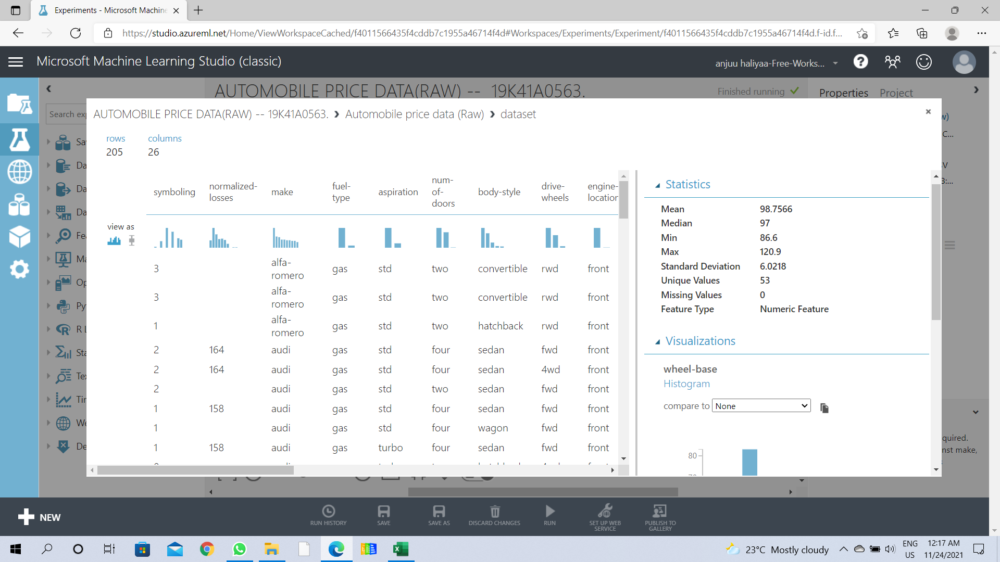 Experiments - Microsoft Machine
https://studio.azureml.net/Home/ViewWorkspaceCached/f4011566435f4cddb7c1955a46714f4d#Workspaces/Experiments/Experiment/f4011566435f4cddb7c1955a46714f4d.f-id.f...
Microsoft Machine Learning Studio (classic)
anjuu haliyaa-Free-Works...
AUTOMOBILE PRICE DATA(RAW) -- 19K41A0563.
Finished running
Properties Project
Search exp
AUTOMOBILE PRICE DATA(RAW) -- 19K41A0563. › Automobile price data (Raw) › dataset
rows columns
205 26
symboling normalized-losses make fuel-type aspiration num-of-doors body-style drive-wheels engine-location
view as
3 alfa-romero gas std two convertible rwd front
3 alfa-romero gas std two convertible rwd front
1 alfa-romero gas std two hatchback rwd front
2 164 audi gas std four sedan fwd front
2 164 audi gas std four sedan 4wd front
2 audi gas std two sedan fwd front
1 158 audi gas std four sedan fwd front
1 audi gas std four wagon fwd front
1 158 audi gas turbo four sedan fwd front
Statistics
Mean 98.7566
Median 97
Min 86.6
Max 120.9
Standard Deviation 6.0218
Unique Values 53
Missing Values 0
Feature Type Numeric Feature
Visualizations
wheel-base
Histogram
compare to None
80
Sa
Da
Da
Da
Fe
Ma
Op
Py
R L
Sta
Tex
Tir
We
De
w)
C...
V
3:...
quired.
nst make,
NEW
RUN HISTORY
SAVE
SAVE AS
DISCARD CHANGES
RUN
SET UP WEB SERVICE
PUBLISH TO GALLERY
23°C Mostly cloudy
ENG
US
12:17 AM
11/24/2021